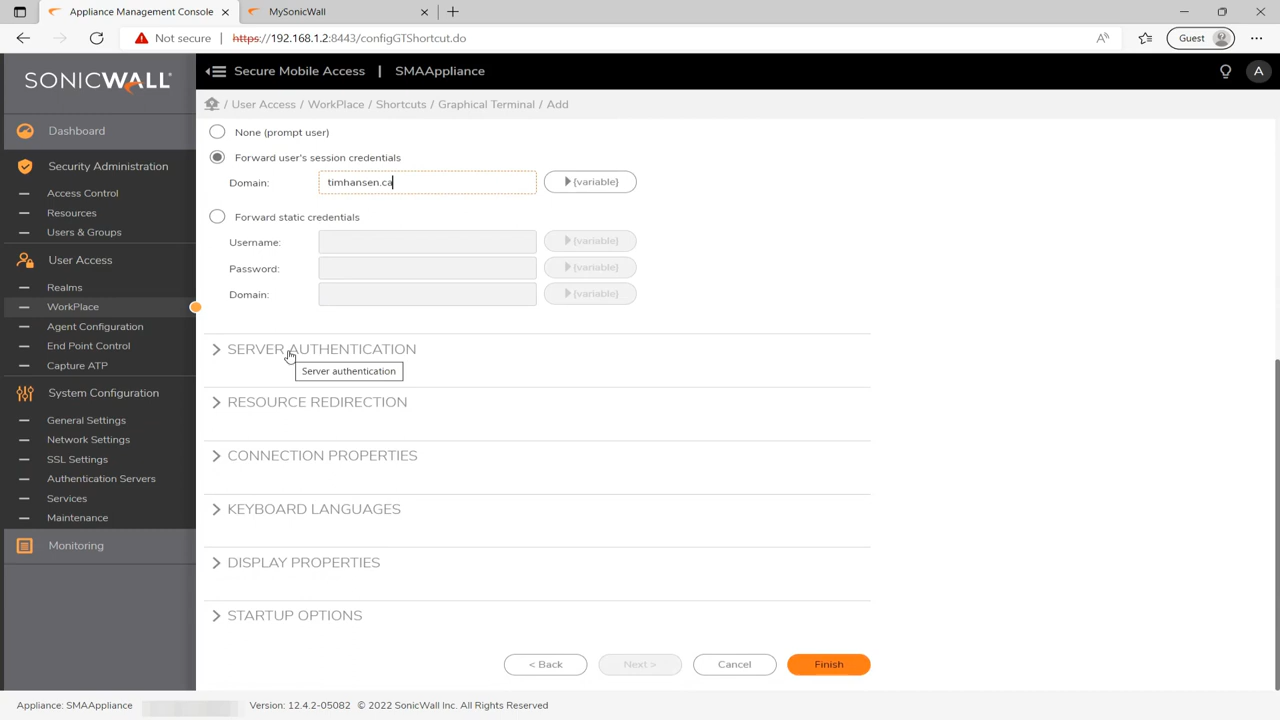 Appliance Management Console
MySonicWall
Not secure
https://192.168.1.2:8443/configGTShortcut.do
Guest
SONICWALL
Secure Mobile Access | SMAAppliance
A
/ User Access / WorkPlace / Shortcuts / Graphical Terminal / Add
Dashboard
Security Administration
Access Control
Resources
Users & Groups
User Access
Realms
WorkPlace
Agent Configuration
End Point Control
Capture ATP
System Configuration
General Settings
Network Settings
SSL Settings
Authentication Servers
Services
Maintenance
Monitoring
None (prompt user)
Forward user's session credentials
Domain: timhansen.ca {variable}
Forward static credentials
Username: {variable}
Password: {variable}
Domain: {variable}
SERVER AUTHENTICATION
Server authentication
RESOURCE REDIRECTION
CONNECTION PROPERTIES
KEYBOARD LANGUAGES
DISPLAY PROPERTIES
STARTUP OPTIONS
< Back Next > Cancel Finish
Appliance: SMAAppliance Version: 12.4.2-05082 © 2022 SonicWall Inc. All Rights Reserved